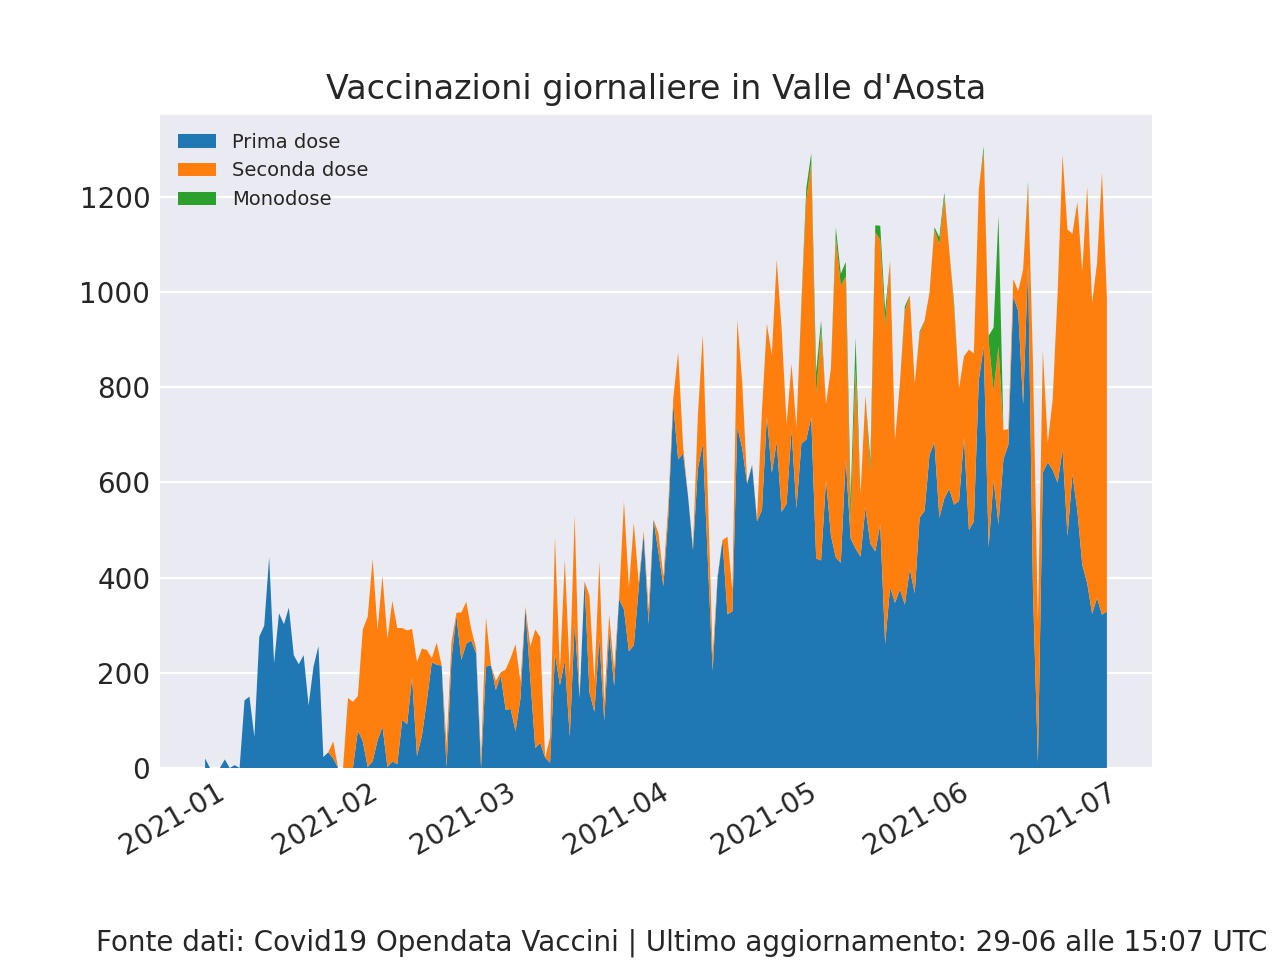 Vaccinazioni giornaliere in Valle d'Aosta
Prima dose
Seconda dose
Monodose
1200
1000
800
600
400
200
0
2021-01
2021-02
2021-03
2021-04
2021-05
2021-06
2021-07
Fonte dati: Covid19 Opendata Vaccini | Ultimo aggiornamento: 29-06 alle 15:07 UTC